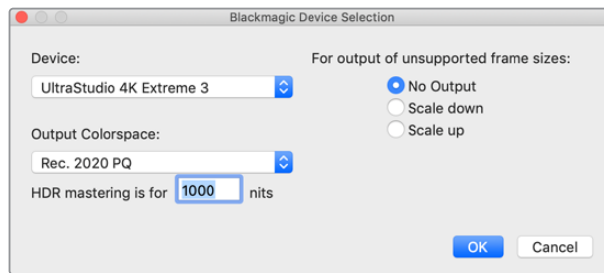 Blackmagic Device Selection
Device:
UltraStudio 4K Extreme 3
Output Colorspace:
Rec. 2020 PQ
HDR mastering is for 1000 nits
For output of unsupported frame sizes:
No Output
Scale down
Scale up
OK
Cancel